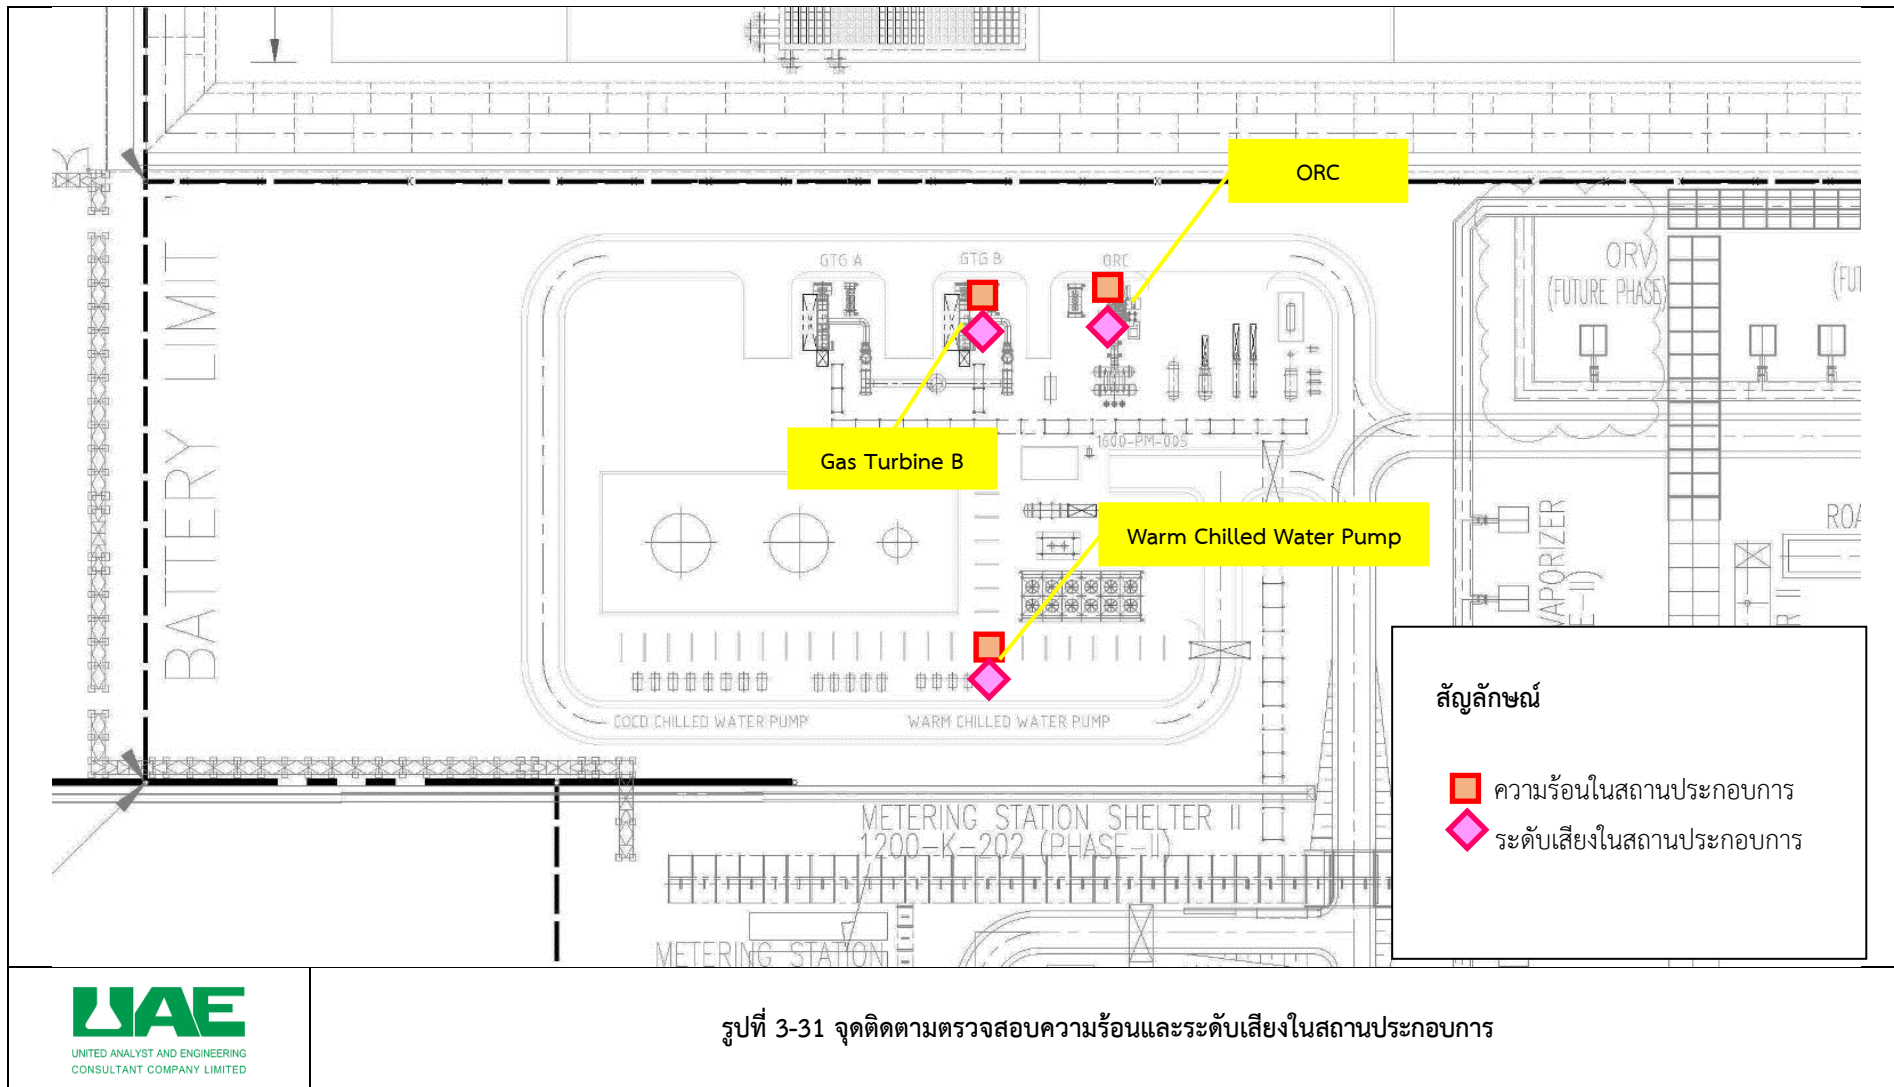 ORC
GTG A
GTG B
ORC
ORV
(FUTURE PHASE)
(FU
BATTERY LIMIT
1600-PM-005
Gas Turbine B
Warm Chilled Water Pump
VAPORIZER
E-II)
ROA
R II
COCD CHILLED WATER PUMP
WARM CHILLED WATER PUMP
METERING STATION SHELTER II
1200-K-202 (PHASE-II)
METERING STATION
สัญลักษณ์
ความร้อนในสถานประกอบการ
ระดับเสียงในสถานประกอบการ
UAE
UNITED ANALYST AND ENGINEERING
CONSULTANT COMPANY LIMITED
รูปที่ 3-31 จุดติดตามตรวจสอบความร้อนและระดับเสียงในสถานประกอบการ